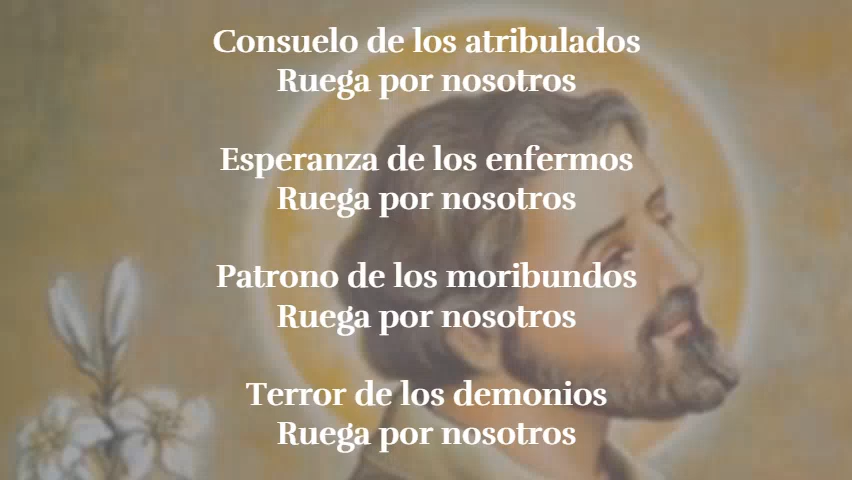 Consuelo de los atribulados
Ruega por nosotros
Esperanza de los enfermos
Ruega por nosotros
Patrono de los moribundos
Ruega por nosotros
Terror de los demonios
Ruega por nosotros